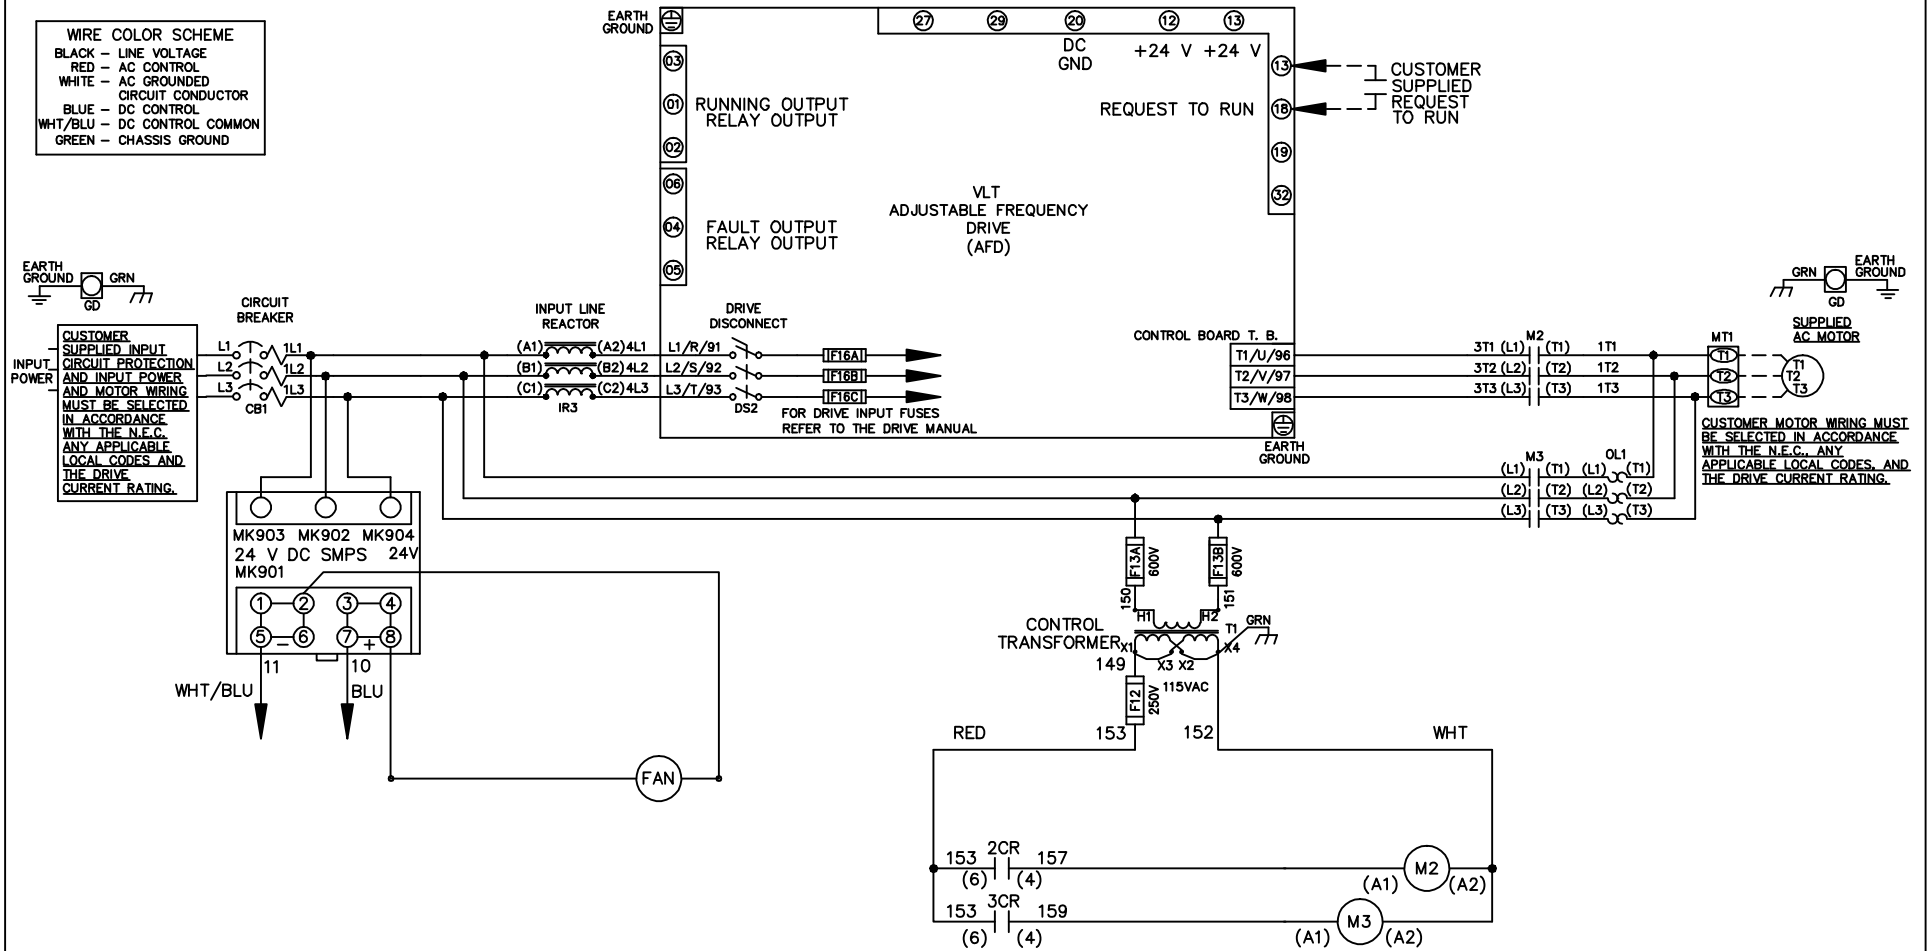 WIRE COLOR SCHEME
BLACK – LINE VOLTAGE
RED – AC CONTROL
WHITE – AC GROUNDED
CIRCUIT CONDUCTOR
BLUE – DC CONTROL
WHT/BLU – DC CONTROL COMMON
GREEN – CHASSIS GROUND
EARTH
GROUND
27 29 20 12 13
DC
GND
+24 V +24 V
03
01
02
RUNNING OUTPUT
RELAY OUTPUT
06
04
05
FAULT OUTPUT
RELAY OUTPUT
13
18
19
32
REQUEST TO RUN
CUSTOMER
SUPPLIED
REQUEST
TO RUN
VLT
ADJUSTABLE FREQUENCY
DRIVE
(AFD)
EARTH
GROUND
GRN
GD
CIRCUIT
BREAKER
INPUT
POWER
CUSTOMER
SUPPLIED INPUT
CIRCUIT PROTECTION
AND INPUT POWER
AND MOTOR WIRING
MUST BE SELECTED
IN ACCORDANCE
WITH THE N.E.C.
ANY APPLICABLE
LOCAL CODES AND
THE DRIVE
CURRENT RATING.
L1 1L1
L2 1L2
L3 1L3
CB1
INPUT LINE
REACTOR
(A1) (A2) 4L1
(B1) (B2) 4L2
(C1) (C2) 4L3
IR3
DRIVE
DISCONNECT
L1/R/91
L2/S/92
L3/T/93
DS2
F16A
F16B
F16C
FOR DRIVE INPUT FUSES
REFER TO THE DRIVE MANUAL
CONTROL BOARD T. B.
T1/U/96
T2/V/97
T3/W/98
EARTH
GROUND
M2
3T1 (L1) (T1) 1T1
3T2 (L2) (T2) 1T2
3T3 (L3) (T3) 1T3
MT1
T1
T2
T3
GRN
GD
EARTH
GROUND
SUPPLIED
AC MOTOR
T1
T2
T3
CUSTOMER MOTOR WIRING MUST
BE SELECTED IN ACCORDANCE
WITH THE N.E.C., ANY
APPLICABLE LOCAL CODES, AND
THE DRIVE CURRENT RATING.
M3 OL1
(L1) (T1) (L1) (T1)
(L2) (T2) (L2) (T2)
(L3) (T3) (L3) (T3)
MK903 MK902 MK904
24 V DC SMPS 24V
MK901
1 2 3 4
5 – 6 7 + 8
11 10
WHT/BLU BLU
FAN
F13A 600V
F13B 600V
150 151
H1 H2
CONTROL
TRANSFORMER
T1
GRN
X1 X3 X2 X4
149
115VAC
F12 250V
153 152
RED WHT
153 2CR 157
(6) (4)
M2
(A1) (A2)
153 3CR 159
(6) (4)
M3
(A1) (A2)